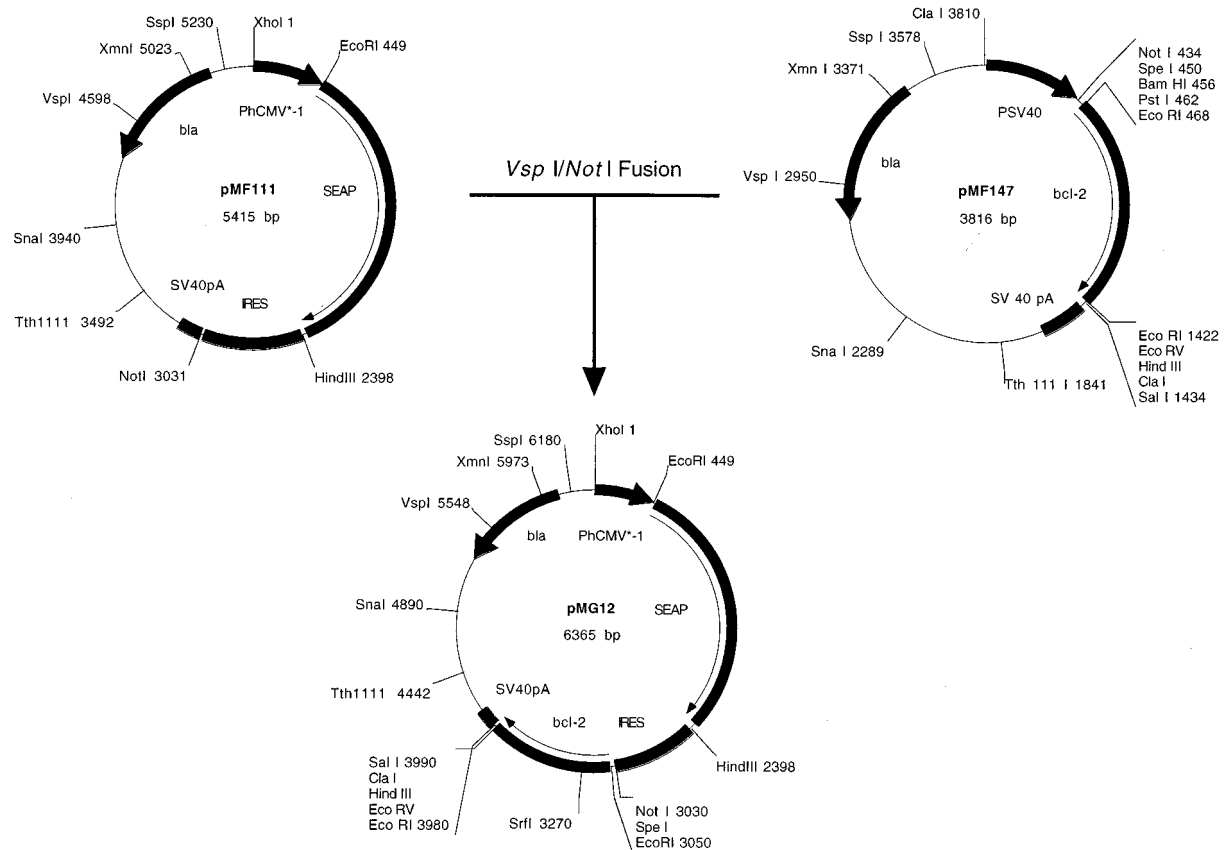 SspI 5230
XhoI 1
XmnI 5023
EcoRI 449
VspI 4598
PhCMV*-1
bla
pMF111
5415 bp
SEAP
SnaI 3940
SV40pA
IRES
Tth1111 3492
NotI 3031
HindIII 2398
Vsp I/Not I Fusion
Cla I 3810
Ssp I 3578
Not I 434
Spe I 450
Bam HI 456
Pst I 462
Eco RI 468
Xmn I 3371
PSV40
bla
Vsp I 2950
pMF147
3816 bp
bcl-2
SV 40 pA
Sna I 2289
Tth 111 I 1841
Eco RI 1422
Eco RV
Hind III
Cla I
Sal I 1434
SspI 6180
XhoI 1
XmnI 5973
EcoRI 449
VspI 5548
bla
PhCMV*-1
SnaI 4890
pMG12
6365 bp
SEAP
Tth1111 4442
SV40pA
bcl-2
IRES
HindIII 2398
Sal I 3990
Cla I
Hind III
Eco RV
Eco RI 3980
SrfI 3270
Not I 3030
Spe I
EcoRI 3050